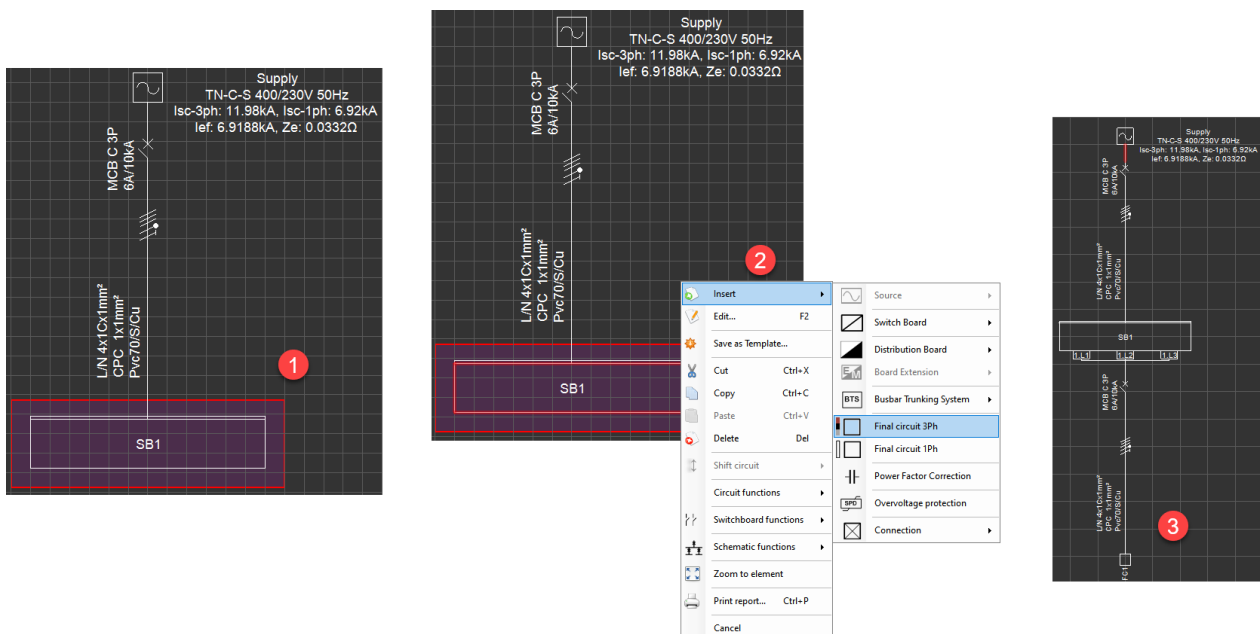 Supply
TN-C-S 400/230V 50Hz
Isc-3ph: 11.98kA, Isc-1ph: 6.92kA
Ief: 6.9188kA, Ze: 0.0332Ω
MCB C 3P
6A/10kA
L/N 4x1Cx1mm²
CPC 1x1mm²
Pvc70/S/Cu
1
SB1
Supply
TN-C-S 400/230V 50Hz
Isc-3ph: 11.98kA, Isc-1ph: 6.92kA
Ief: 6.9188kA, Ze: 0.0332Ω
MCB C 3P
6A/10kA
L/N 4x1Cx1mm²
CPC 1x1mm²
Pvc70/S/Cu
2
SB1
Insert
Edit... F2
Save as Template...
Cut Ctrl+X
Copy Ctrl+C
Paste Ctrl+V
Delete Del
Shift circuit
Circuit functions
Switchboard functions
Schematic functions
Zoom to element
Print report... Ctrl+P
Cancel
Source
Switch Board
Distribution Board
E/M Board Extension
BTS Busbar Trunking System
Final circuit 3Ph
Final circuit 1Ph
Power Factor Correction
SPD Overvoltage protection
Connection
Supply
TN-C-S 400/230V 50Hz
Isc-3ph: 11.98kA, Isc-1ph: 6.92kA
Ief: 6.9188kA, Ze: 0.0332Ω
MCB C 3P
6A/10kA
L/N 4x1Cx1mm²
CPC 1x1mm²
Pvc70/S/Cu
SB1
1.L1 1.L2 1.L3
MCB C 3P
6A/10kA
L/N 4x1Cx1mm²
CPC 1x1mm²
Pvc70/S/Cu
3
FC1